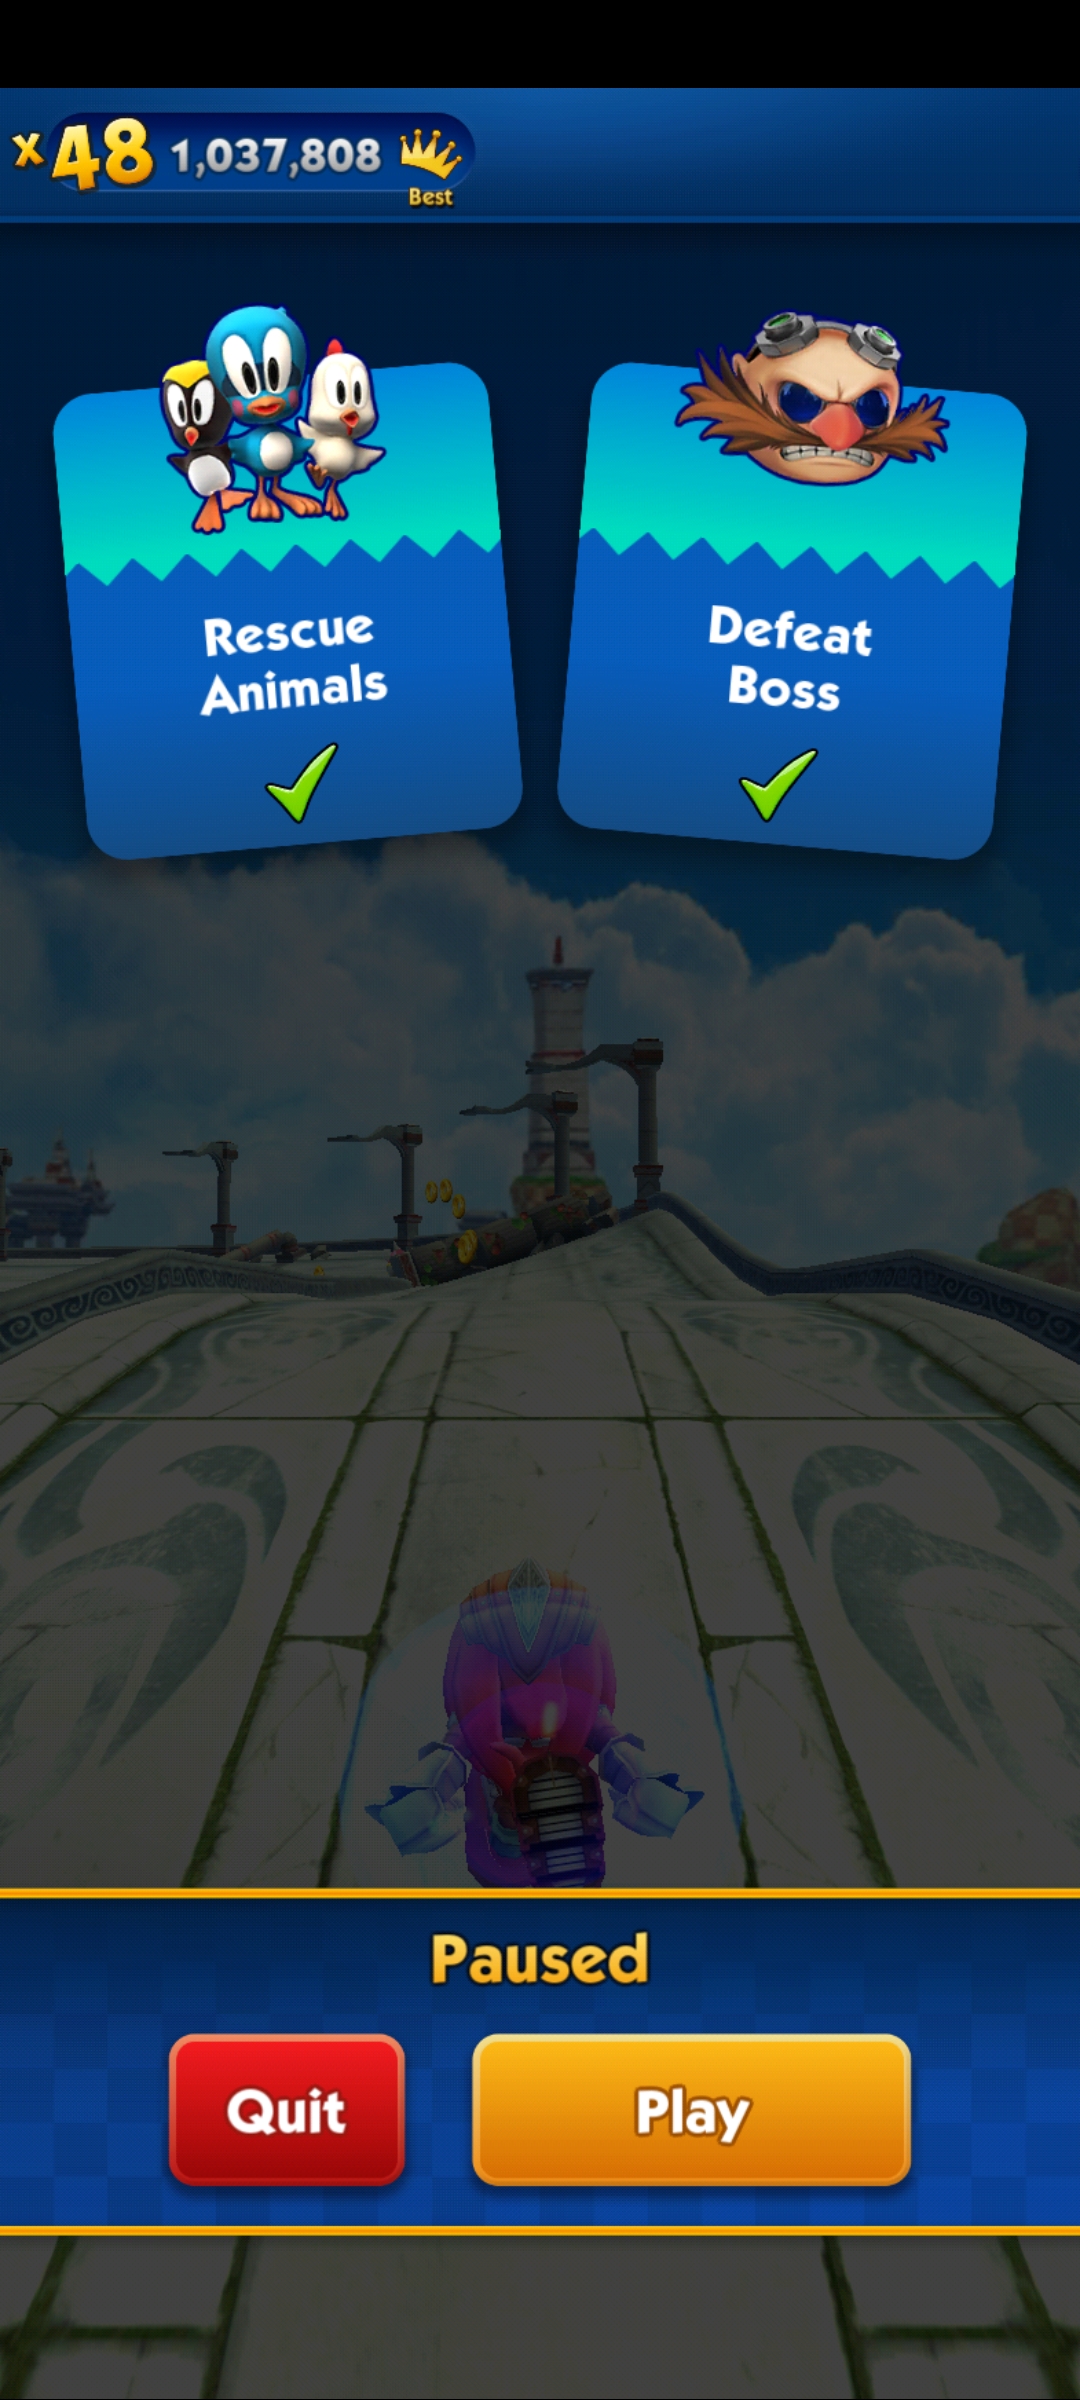 x48 1,037,808
Best
Rescue
Animals
Defeat
Boss
Paused
Quit
Play